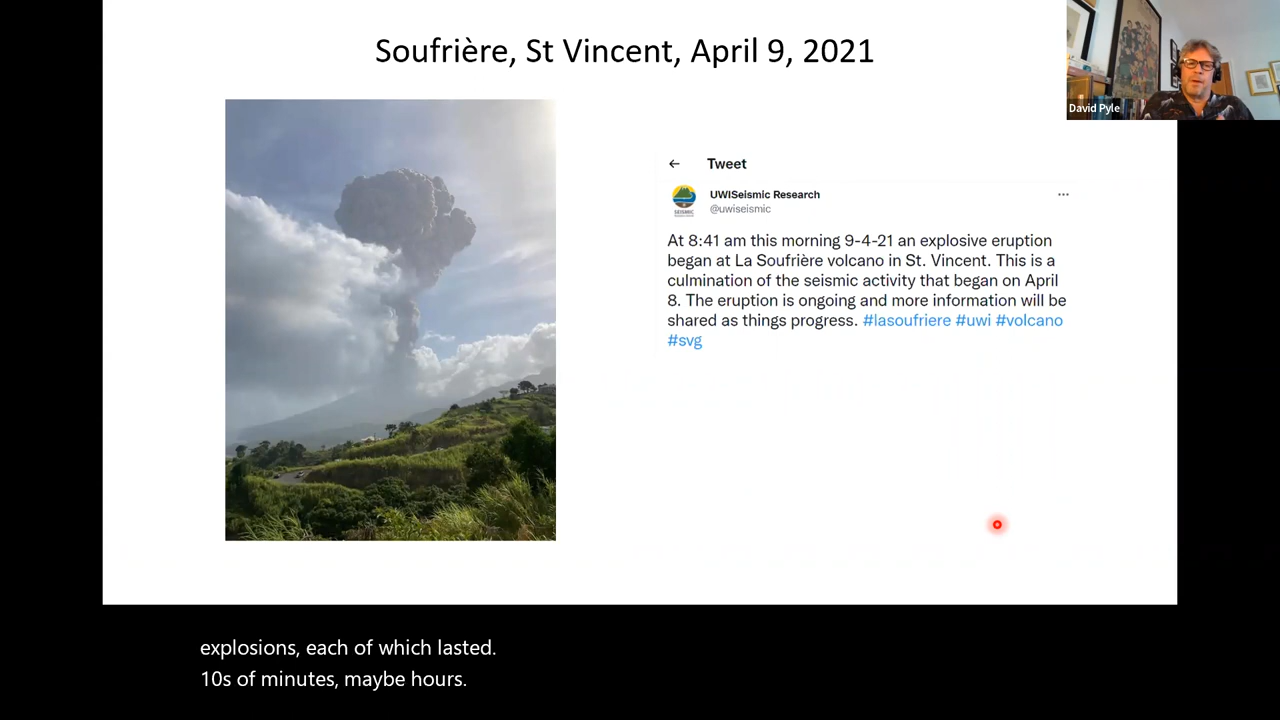 Soufrière, St Vincent, April 9, 2021
David Pyle
← Tweet
UWISeismic Research
@uwiseismic
SEISMIC
At 8:41 am this morning 9-4-21 an explosive eruption
began at La Soufrière volcano in St. Vincent. This is a
culmination of the seismic activity that began on April
8. The eruption is ongoing and more information will be
shared as things progress. #lasoufriere #uwi #volcano
#svg
explosions, each of which lasted.
10s of minutes, maybe hours.